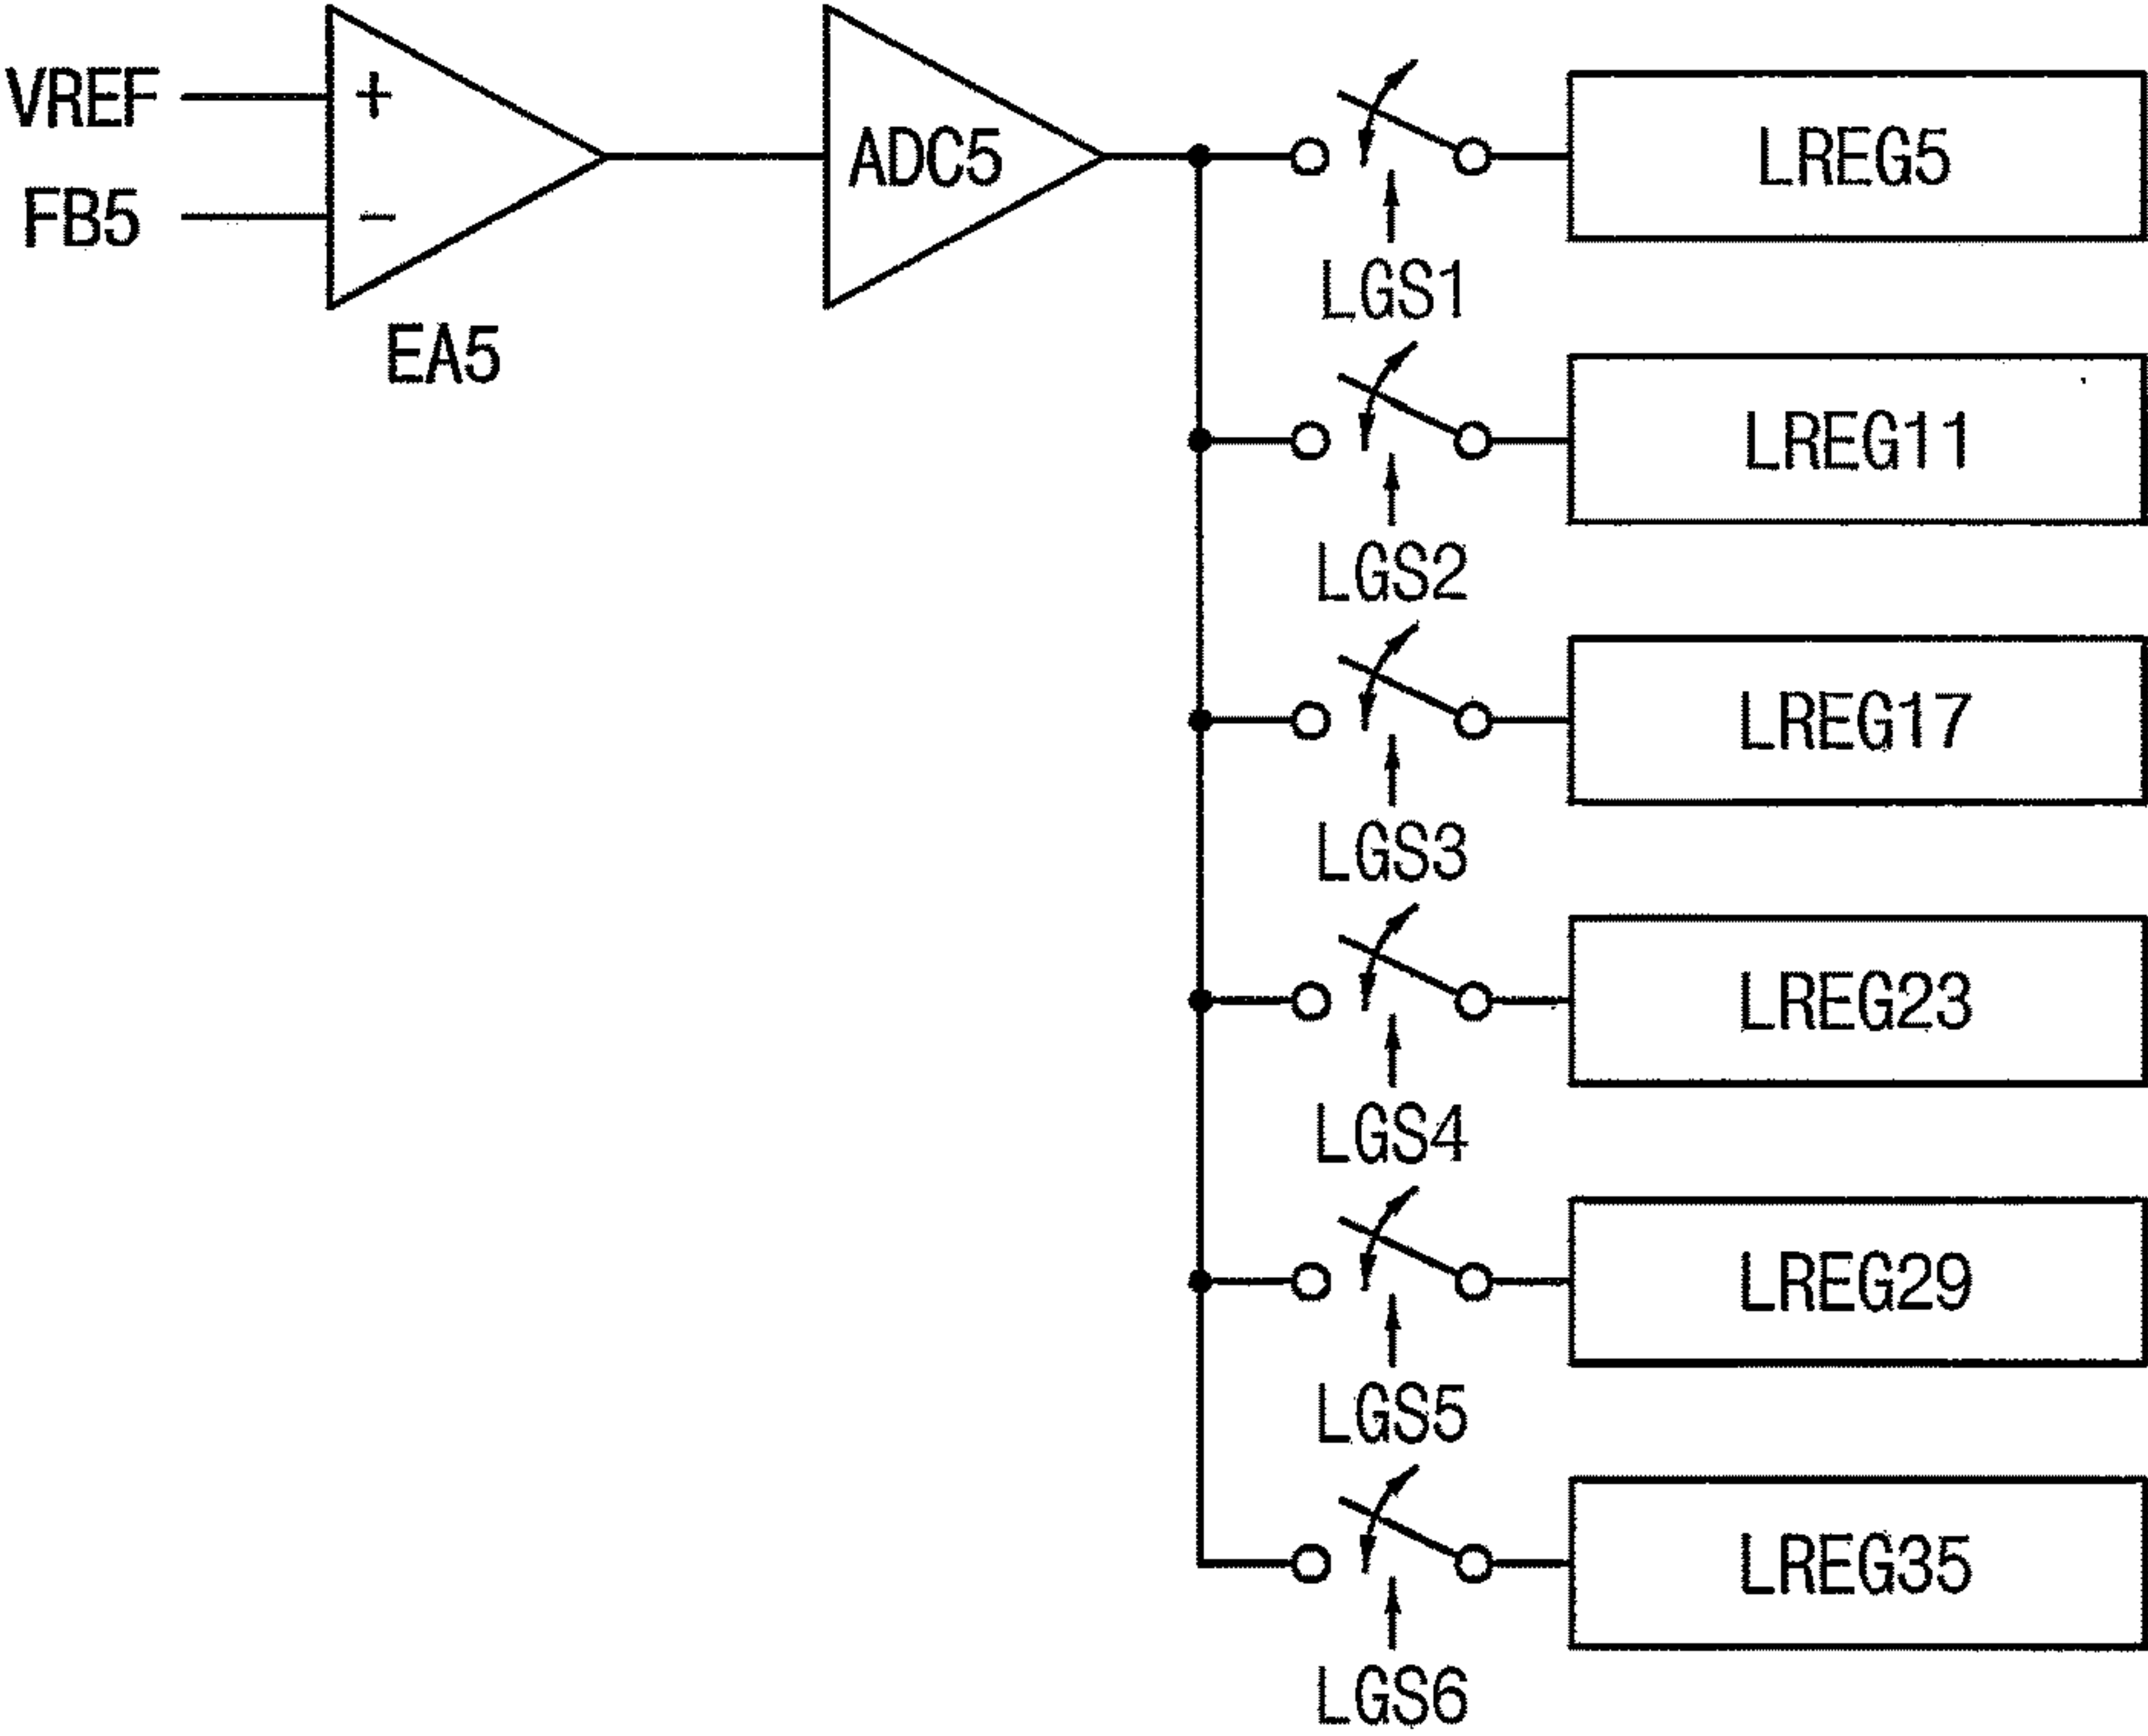 VREF
+
ADC5
LREG5
FB5
-
LGS1
EA5
LREG11
LGS2
LREG17
LGS3
LREG23
LGS4
LREG29
LGS5
LREG35
LGS6